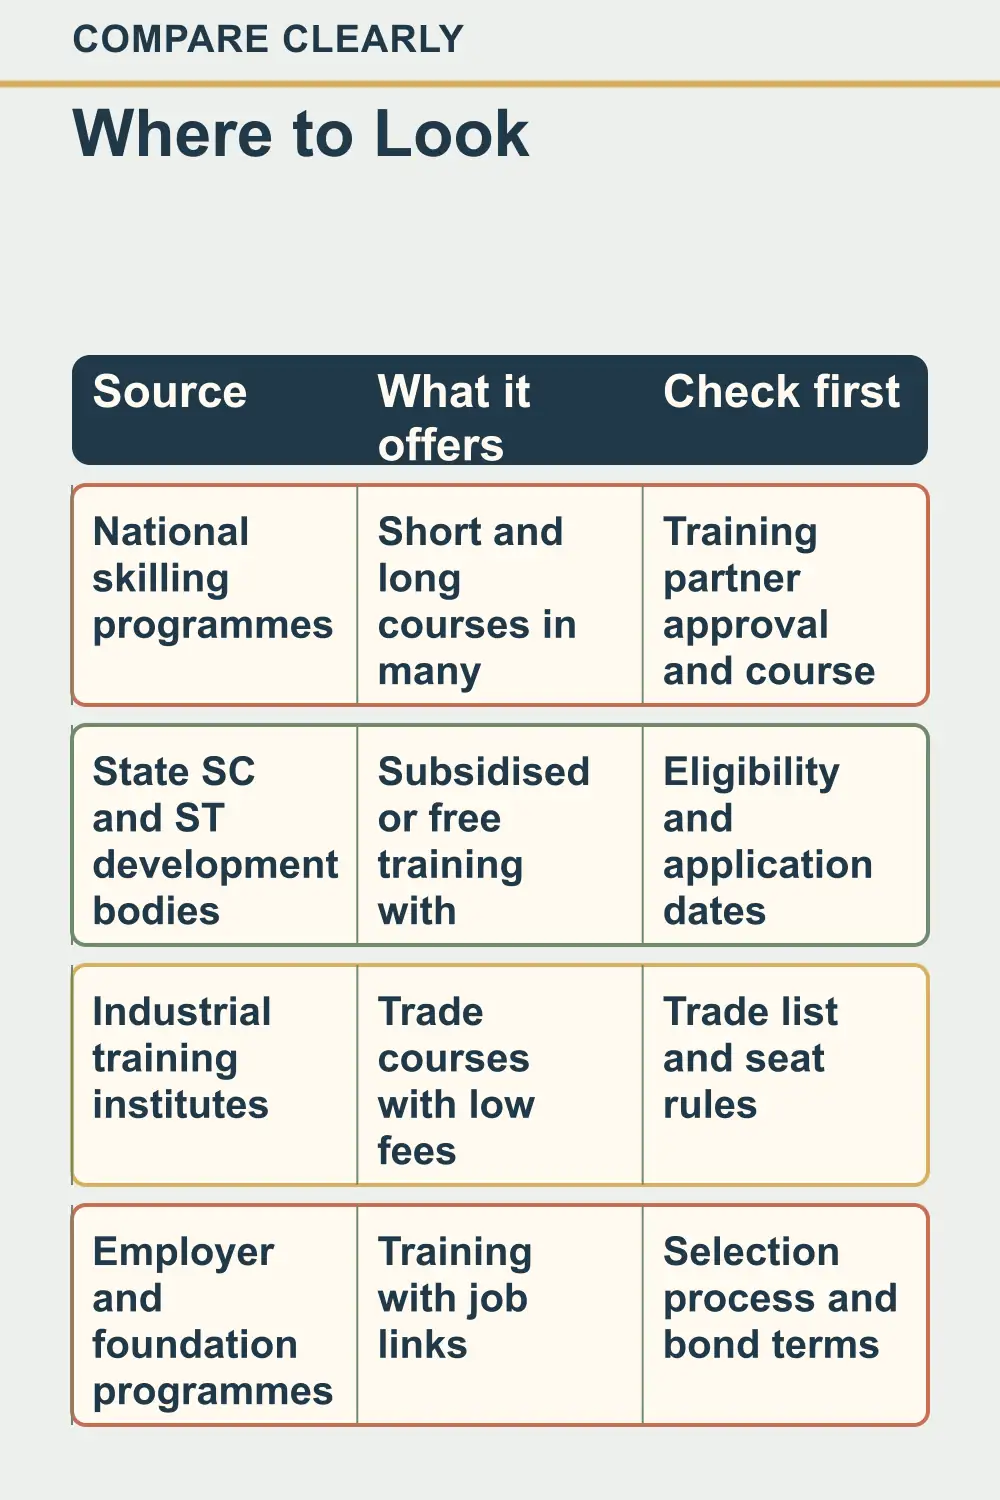 COMPARE CLEARLY
Where to Look
Source
What it
offers
Check first
National
skilling
programmes
Short and
long
courses in
many
Training
partner
approval
and course
State SC
and ST
development
bodies
Subsidised
or free
training
with
Eligibility
and
application
dates
Industrial
training
institutes
Trade
courses
with low
fees
Trade list
and seat
rules
Employer
and
foundation
programmes
Training
with job
links
Selection
process and
bond terms